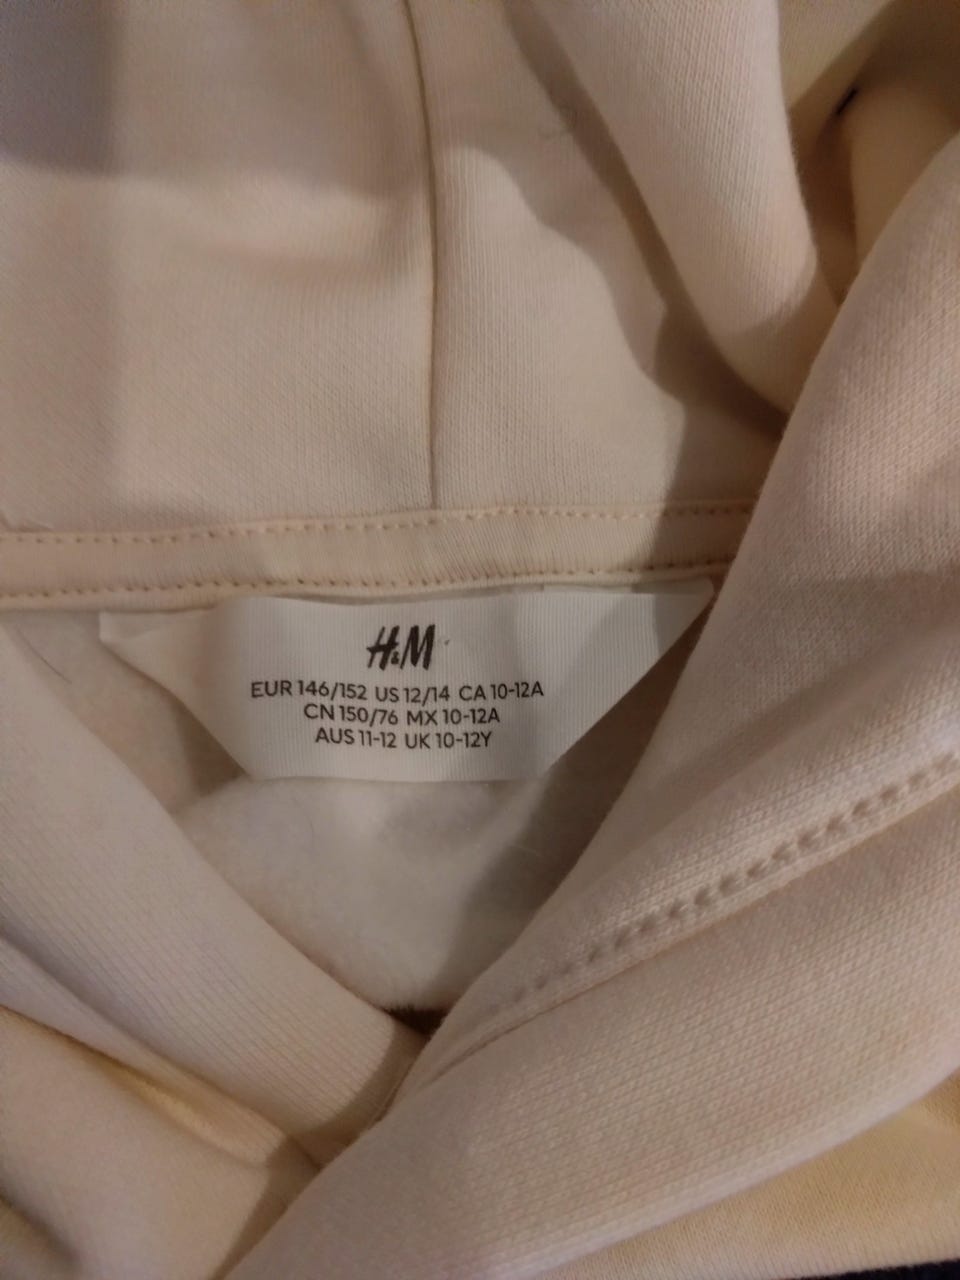 H&M
EUR 146/152 US 12/14 CA 10-12A
CN 150/76 MX 10-12A
AUS 11-12 UK 10-12Y